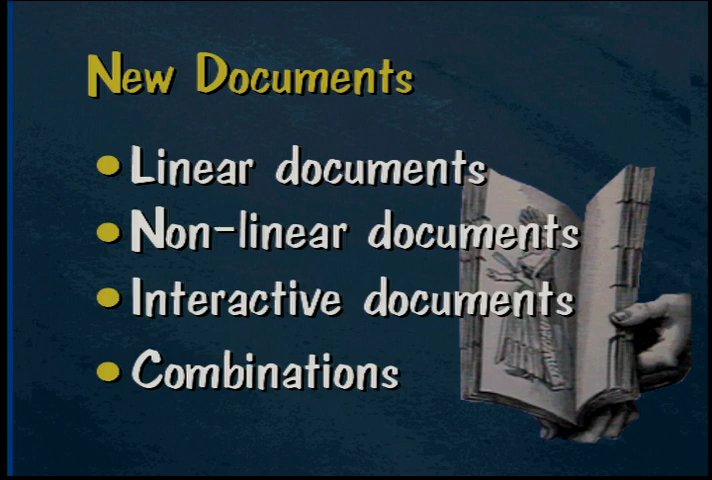 New Documents
Linear documents
Non-linear documents
Interactive documents
Combinations